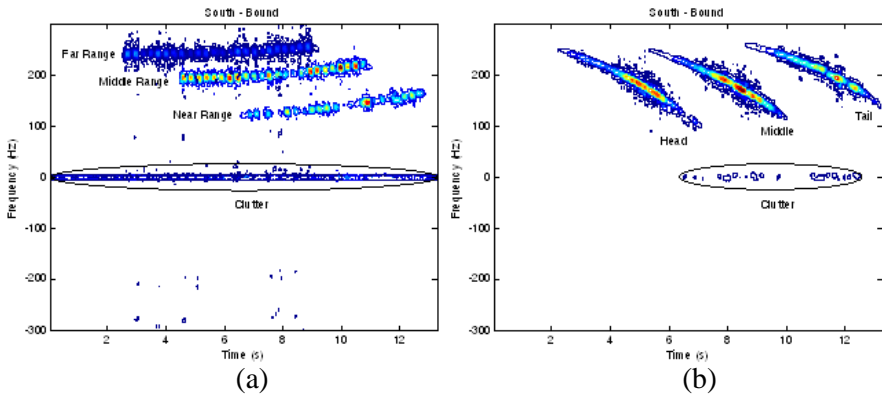 South - Bound
Far Range
Middle Range
Near Range
Clutter
Frequency (Hz)
200
100
0
-100
-200
-300
2
4
6
8
10
12
Time (s)
(a)
South - Bound
Head
Middle
Tail
Clutter
Frequency (Hz)
200
100
0
-100
-200
-300
0
2
4
6
8
10
12
Time (s)
(b)